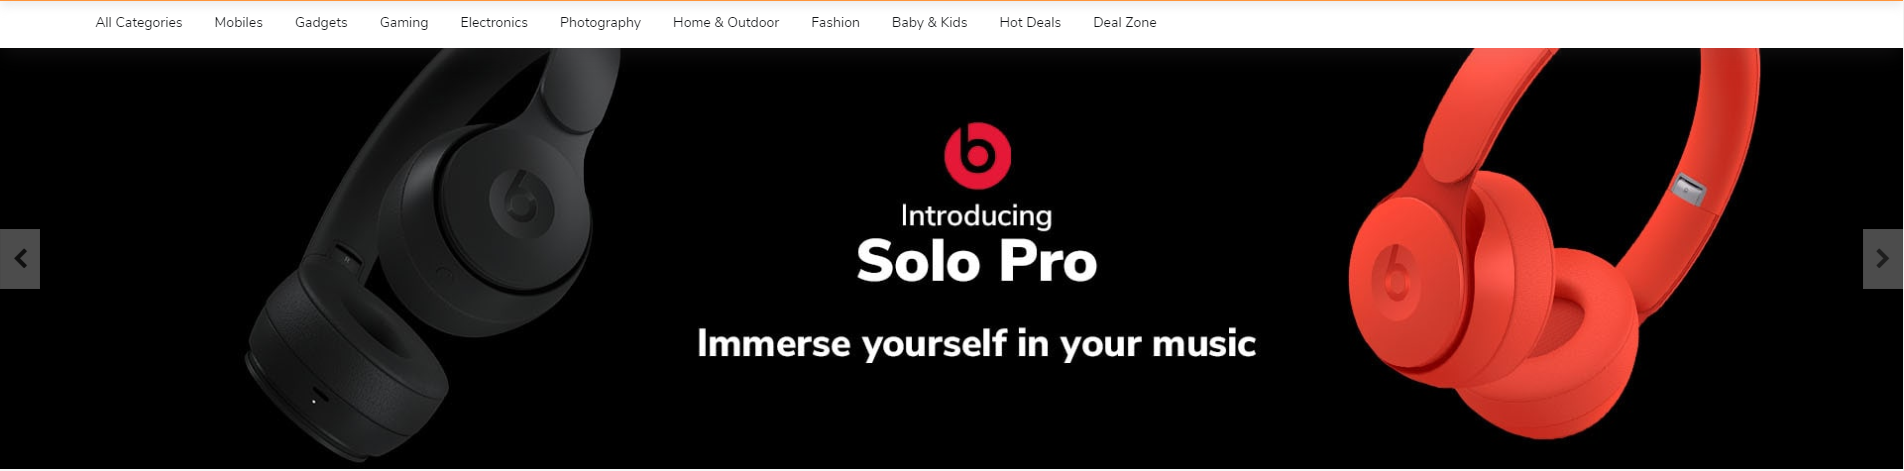 All Categories Mobiles Gadgets Gaming Electronics Photography Home & Outdoor Fashion Baby & Kids Hot Deals Deal Zone
Introducing
Solo Pro
Immerse yourself in your music